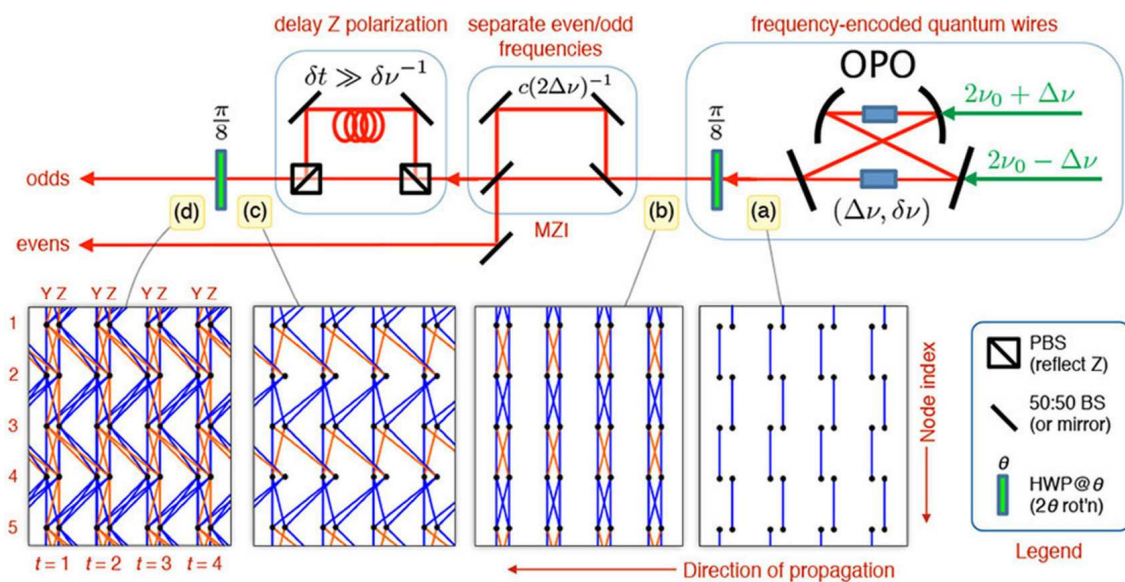 delay Z polarization
δt ≫ δν⁻¹
separate even/odd
frequencies
c(2Δν)⁻¹
frequency-encoded quantum wires
OPO
2ν₀ + Δν
2ν₀ − Δν
(Δν, δν)
π/8
π/8
odds
evens
MZI
(d)
(c)
(b)
(a)
Y Z Y Z Y Z Y Z
1
2
3
4
5
t = 1 t = 2 t = 3 t = 4
Direction of propagation
Node index
PBS
(reflect Z)
50:50 BS
(or mirror)
θ
HWP@θ
(2θ rot'n)
Legend